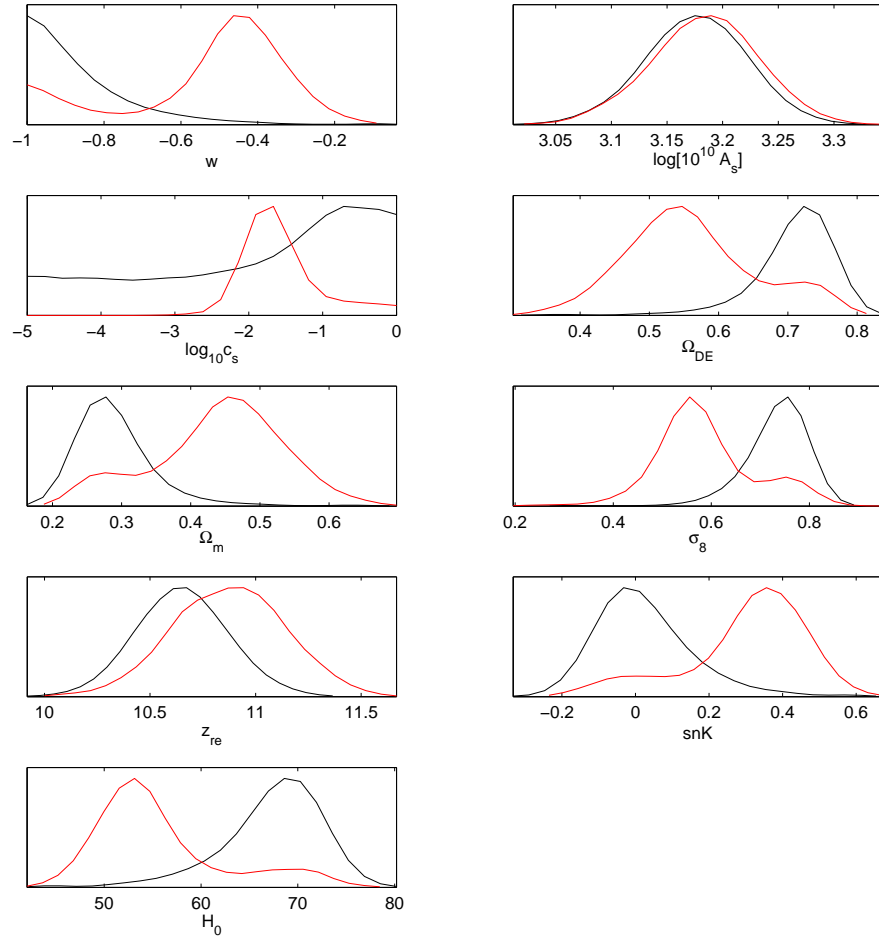 −1 −0.8 −0.6 −0.4 −0.2
w
3.05 3.1 3.15 3.2 3.25 3.3
log[10^10 A_s]
−5 −4 −3 −2 −1 0
log_10 c_s
0.4 0.5 0.6 0.7 0.8
Ω_DE
0.2 0.3 0.4 0.5 0.6
Ω_m
0.2 0.4 0.6 0.8
σ_8
10 10.5 11 11.5
z_re
−0.2 0 0.2 0.4 0.6
snK
50 60 70 80
H_0